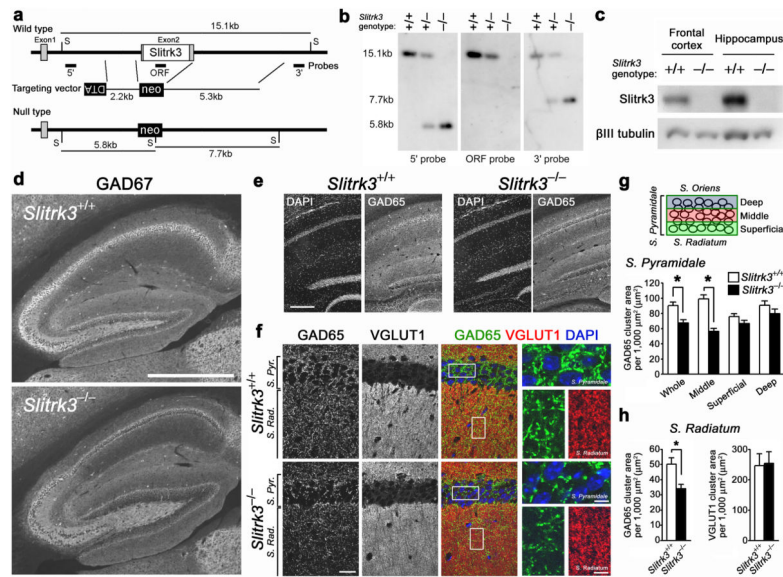 a
Wild type
15.1kb
Exon1
S
Exon2
S
Slitrk3
5'
ORF
3'
Probes
Targeting vector
DTA
2.2kb
neo
5.3kb
Null type
neo
S
S
S
5.8kb
7.7kb
b
Slitrk3
genotype:
+/+
+/–
–/–
+/+
+/–
–/–
+/+
+/–
–/–
15.1kb
7.7kb
5.8kb
5' probe
ORF probe
3' probe
c
Frontal
cortex
Hippocampus
Slitrk3
genotype:
+/+
–/–
+/+
–/–
Slitrk3
βIII tubulin
d
GAD67
Slitrk3+/+
Slitrk3–/–
e
Slitrk3+/+
Slitrk3–/–
DAPI
GAD65
DAPI
GAD65
f
GAD65
VGLUT1
GAD65 VGLUT1 DAPI
Slitrk3+/+
S. Pyr.
S. Rad.
S. Pyramidale
S. Radiatum
Slitrk3–/–
S. Pyr.
S. Rad.
S. Pyramidale
S. Radiatum
g
S. Oriens
S. Pyramidale
Deep
Middle
Superficial
S. Radiatum
S. Pyramidale
Slitrk3+/+
Slitrk3–/–
GAD65 cluster area
per 1,000 μm²)
120
100
80
60
40
20
0
*
*
Whole
Middle
Superficial
Deep
h
S. Radiatum
GAD65 cluster area
per 1,000 μm²)
60
50
40
30
20
10
0
*
Slitrk3+/+
Slitrk3–/–
VGLUT1 cluster area
per 1,000 μm²)
400
300
200
100
0
Slitrk3+/+
Slitrk3–/–